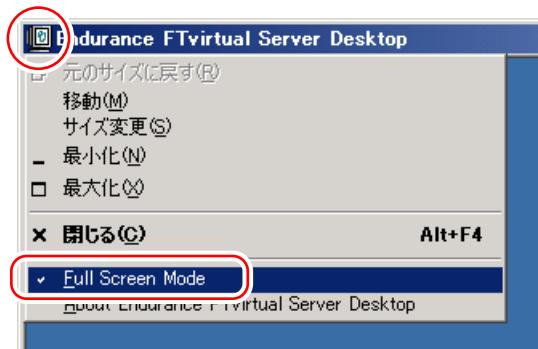 Endurance FTvirtual Server Desktop
元のサイズに戻す(R)
移動(M)
サイズ変更(S)
最小化(N)
最大化(X)
閉じる(C) Alt+F4
Full Screen Mode
About Endurance FTvirtual Server Desktop